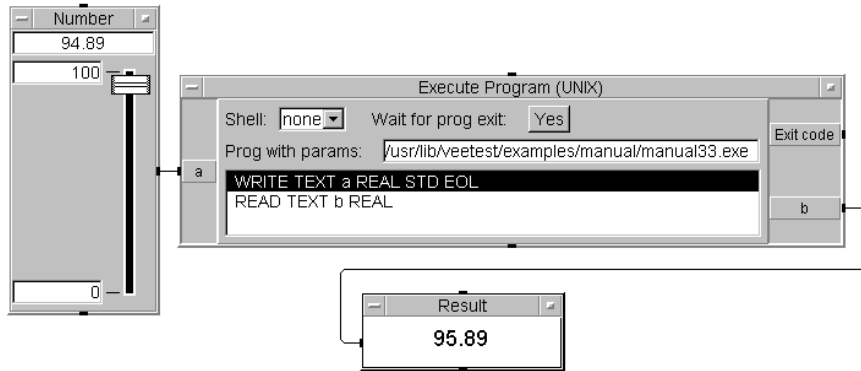 Number
94.89
100
0
Execute Program (UNIX)
Shell: none Wait for prog exit: Yes
Prog with params: /usr/lib/veetest/examples/manual/manual33.exe
a
WRITE TEXT a REAL STD EOL
READ TEXT b REAL
Exit code
b
Result
95.89